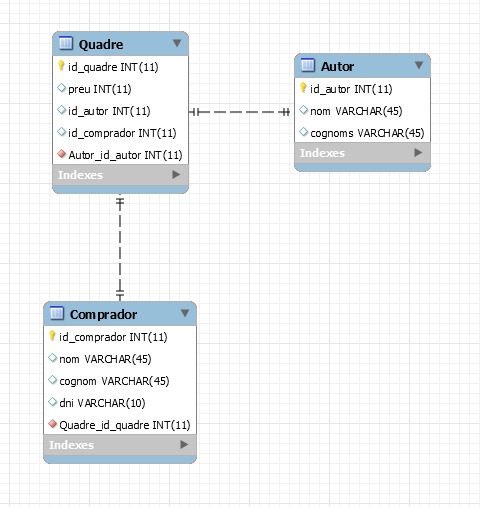 Quadre
id_quadre INT(11)
preu INT(11)
id_autor INT(11)
id_comprador INT(11)
Autor_id_autor INT(11)
Indexes
Autor
id_autor INT(11)
nom VARCHAR(45)
cognoms VARCHAR(45)
Indexes
Comprador
id_comprador INT(11)
nom VARCHAR(45)
cognom VARCHAR(45)
dni VARCHAR(10)
Quadre_id_quadre INT(11)
Indexes